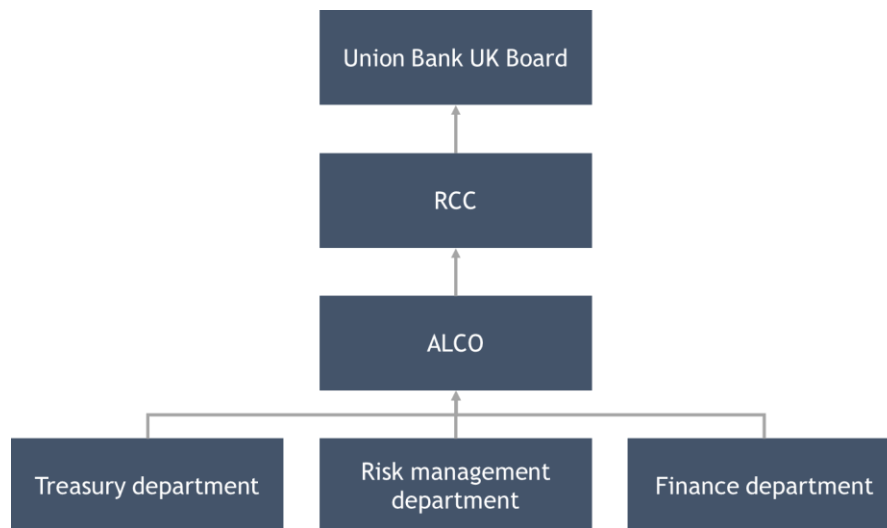 Union Bank UK Board
RCC
ALCO
Treasury department
Risk management
department
Finance department